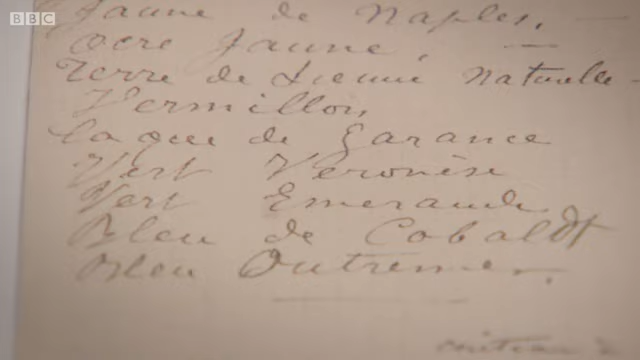 BBC
Jaune de Naples. —
Ocre Jaune. —
Terre de Sienne Naturelle -
Vermillon
Laque de Garance
Vert Veronèse
Vert Emeraude
Bleu de Cobaldt
Bleu Outremer.